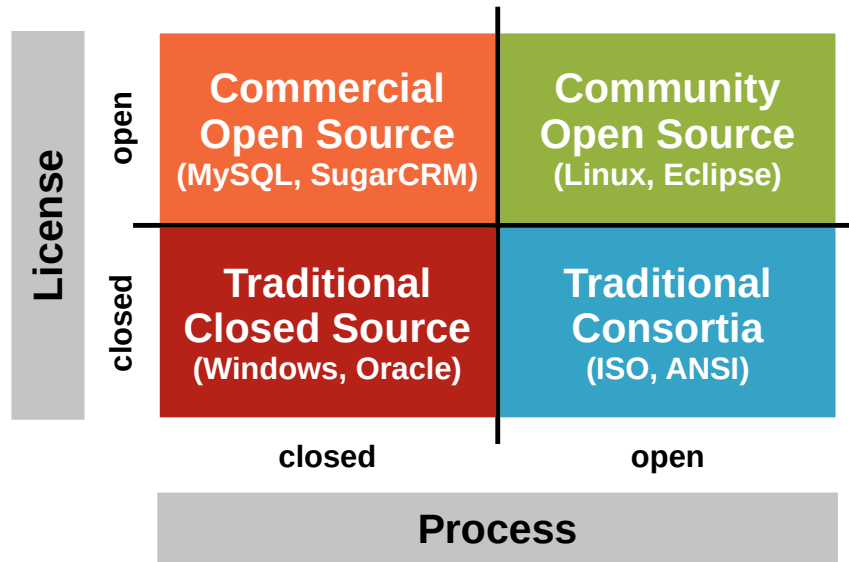 License
open
Commercial
Open Source
(MySQL, SugarCRM)
Community
Open Source
(Linux, Eclipse)
closed
Traditional
Closed Source
(Windows, Oracle)
Traditional
Consortia
(ISO, ANSI)
closed
open
Process